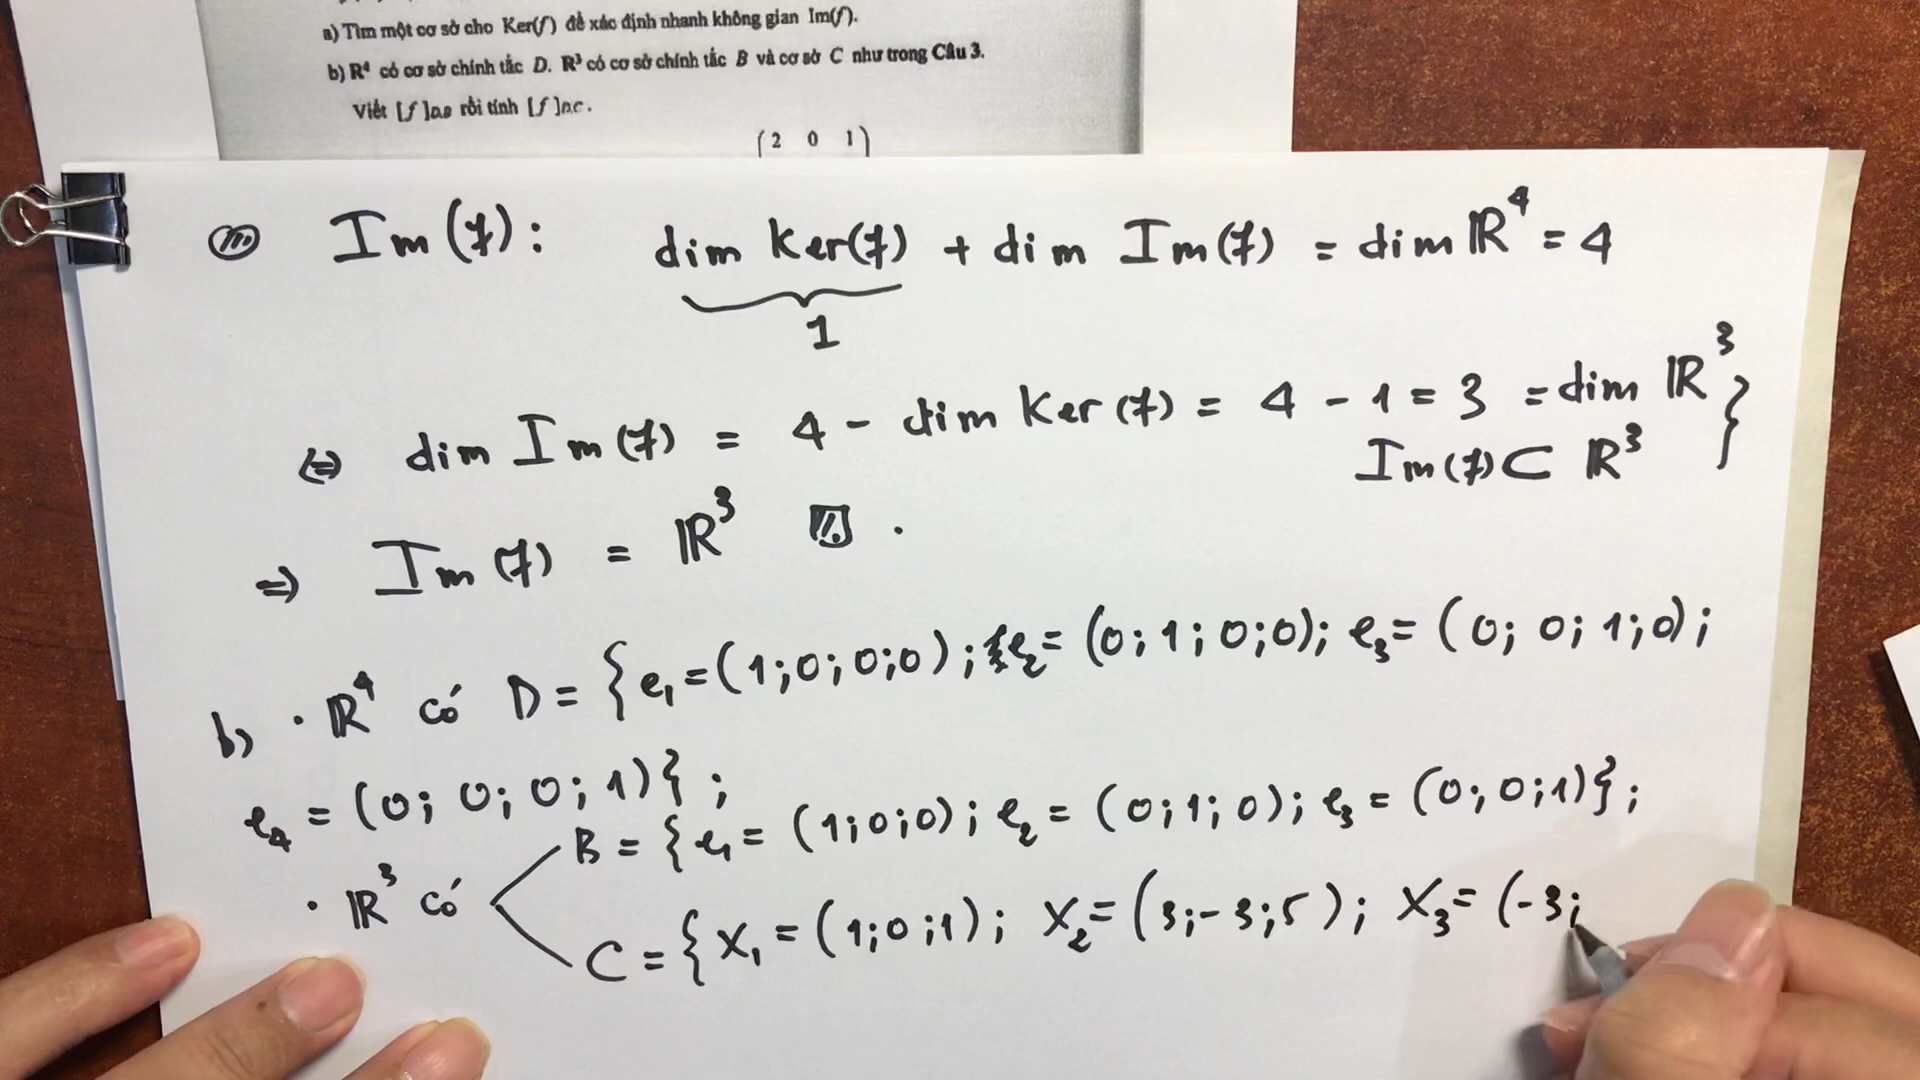 a) Tìm một cơ sở cho Ker(f) để xác định nhanh không gian Im(f).
b) R⁴ có cơ sở chính tắc D. R³ có cơ sở chính tắc B và cơ sở C như trong Câu 3.
Viết [f]D,B rồi tính [f]D,C.
(2 0 1)
Im(f): dim Ker(f) + dim Im(f) = dim ℝ⁴ = 4
1
⇔ dim Im(f) = 4 - dim Ker(f) = 4 - 1 = 3 = dim ℝ³ }
Im(f) ⊂ ℝ³
⇒ Im(f) = ℝ³ .
b) · ℝ⁴ có D = {e₁=(1;0;0;0); e₂= (0;1;0;0); e₃= (0;0;1;0);
e₄ = (0;0;0;1)};
· ℝ³ có B = {e₁= (1;0;0); e₂ = (0;1;0); e₃ = (0;0;1)};
C = {X₁ = (1;0;1); X₂= (3;-3;5); X₃= (-3;